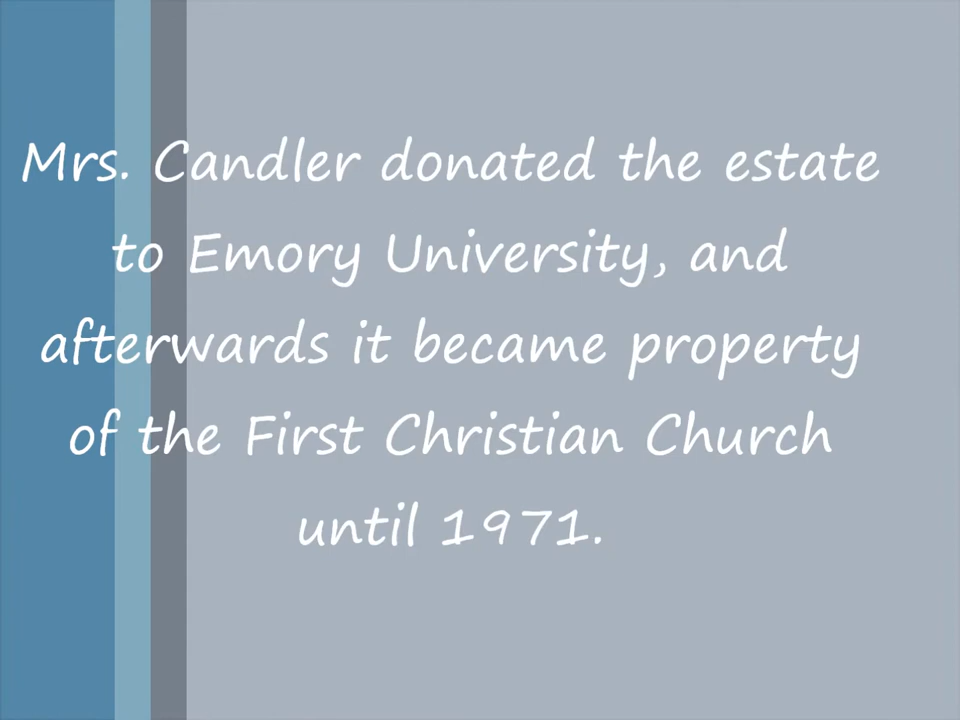 Mrs. Candler donated the estate
to Emory University, and
afterwards it became property
of the First Christian Church
until 1971.